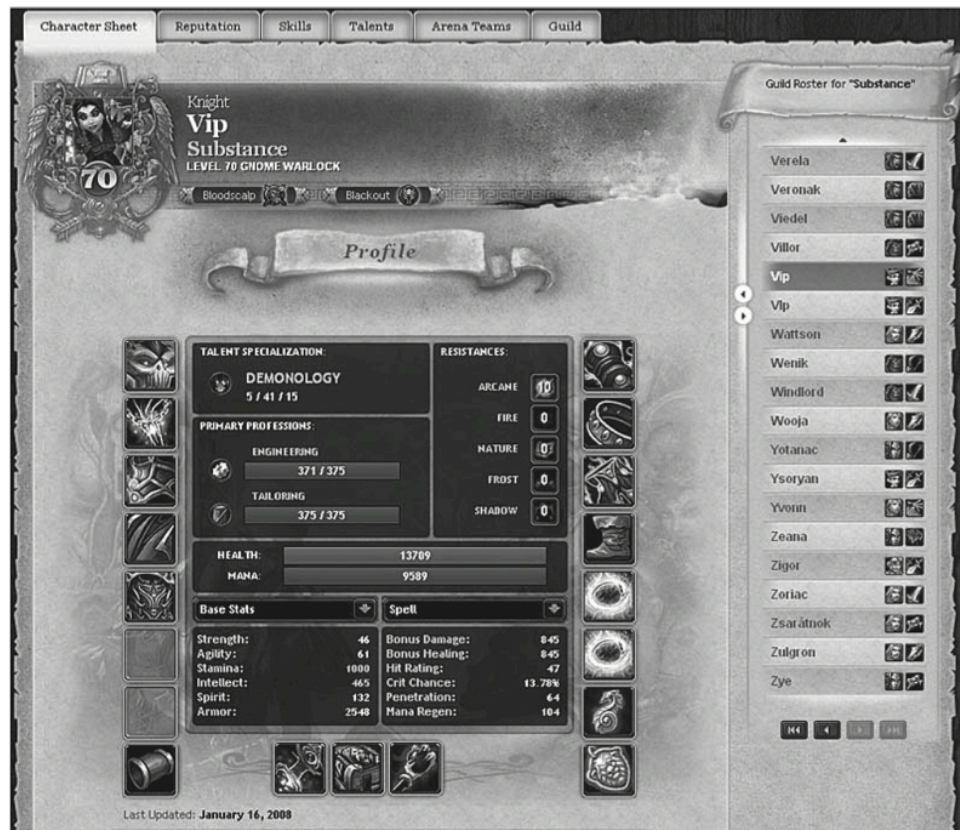 Character Sheet
Reputation
Skills
Talents
Arena Teams
Guild
Knight
Vip
Substance
LEVEL 70 GNOME WARLOCK
70
Bloodscalp
Blackout
Profile
TALENT SPECIALIZATION:
DEMONOLOGY
5 / 41 / 15
PRIMARY PROFESSIONS:
ENGINEERING
371 / 375
TAILORING
375 / 375
RESISTANCES:
ARCANE 10
FIRE 0
NATURE 0
FROST 0
SHADOW 0
HEALTH: 13709
MANA: 9589
Base Stats
Strength: 46
Agility: 61
Stamina: 1000
Intellect: 465
Spirit: 132
Armor: 2548
Spell
Bonus Damage: 845
Bonus Healing: 845
Hit Rating: 47
Crit Chance: 13.78%
Penetration: 64
Mana Regen: 104
Last Updated: January 16, 2008
Guild Roster for "Substance"
Verela
Veronak
Viedel
Villor
Vip
VIp
Wattson
Wenik
Windlord
Wooja
Yotanac
Ysoryan
Yvonn
Zeana
Zigor
Zoriac
Zsarátnok
Zulgron
Zye